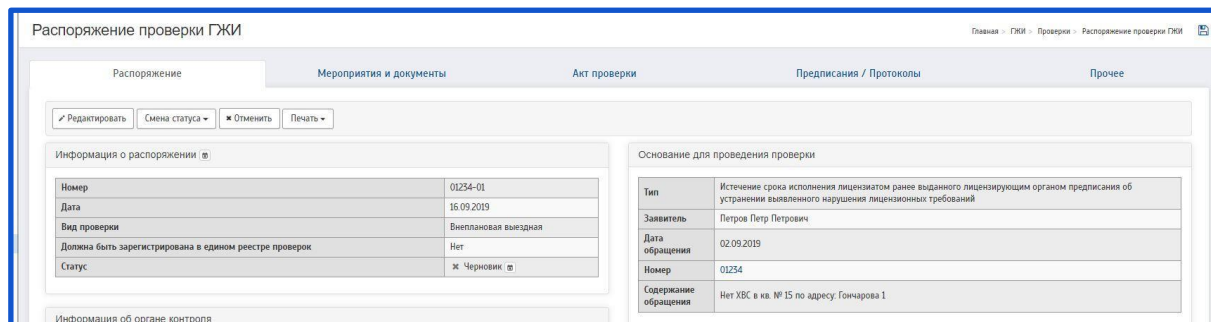 Распоряжение проверки ГЖИ
Главная > ГЖИ > Проверки > Распоряжение проверки ГЖИ
Распоряжение
Мероприятия и документы
Акт проверки
Предписания / Протоколы
Прочее
Редактировать
Смена статуса
Отменить
Печать
Информация о распоряжении
Номер 01234-01
Дата 16.09.2019
Вид проверки Внеплановая выездная
Должна быть зарегистрирована в едином реестре проверок Нет
Статус Черновик
Информация об органе контроля
Основание для проведения проверки
Тип Истечение срока исполнения лицензиатом ранее выданного лицензирующим органом предписания об
устранении выявленного нарушения лицензионных требований
Заявитель Петров Петр Петрович
Дата
обращения 02.09.2019
Номер 01234
Содержание
обращения Нет ХВС в кв. № 15 по адресу: Гончарова 1